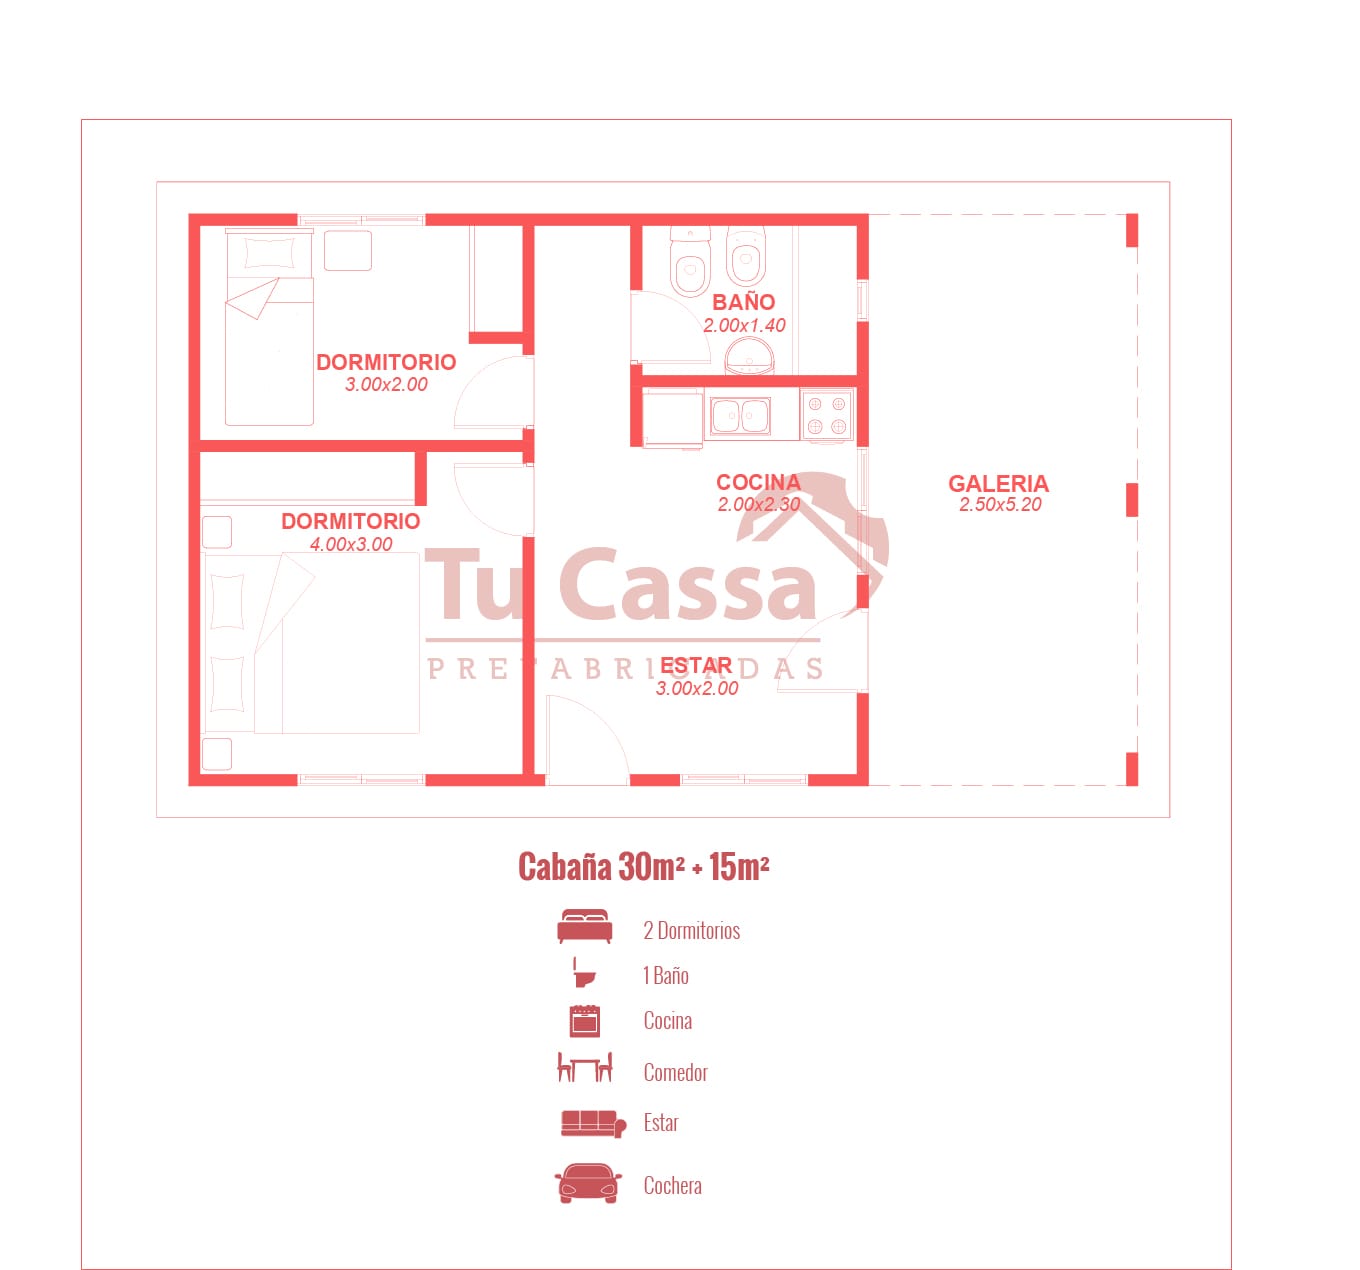 DORMITORIO
3.00x2.00
BAÑO
2.00x1.40
COCINA
2.00x2.30
GALERIA
2.50x5.20
DORMITORIO
4.00x3.00
Tu Cassa
PREFABRICADAS
ESTAR
3.00x2.00
Cabaña 30m² + 15m²
2 Dormitorios
1 Baño
Cocina
Comedor
Estar
Cochera